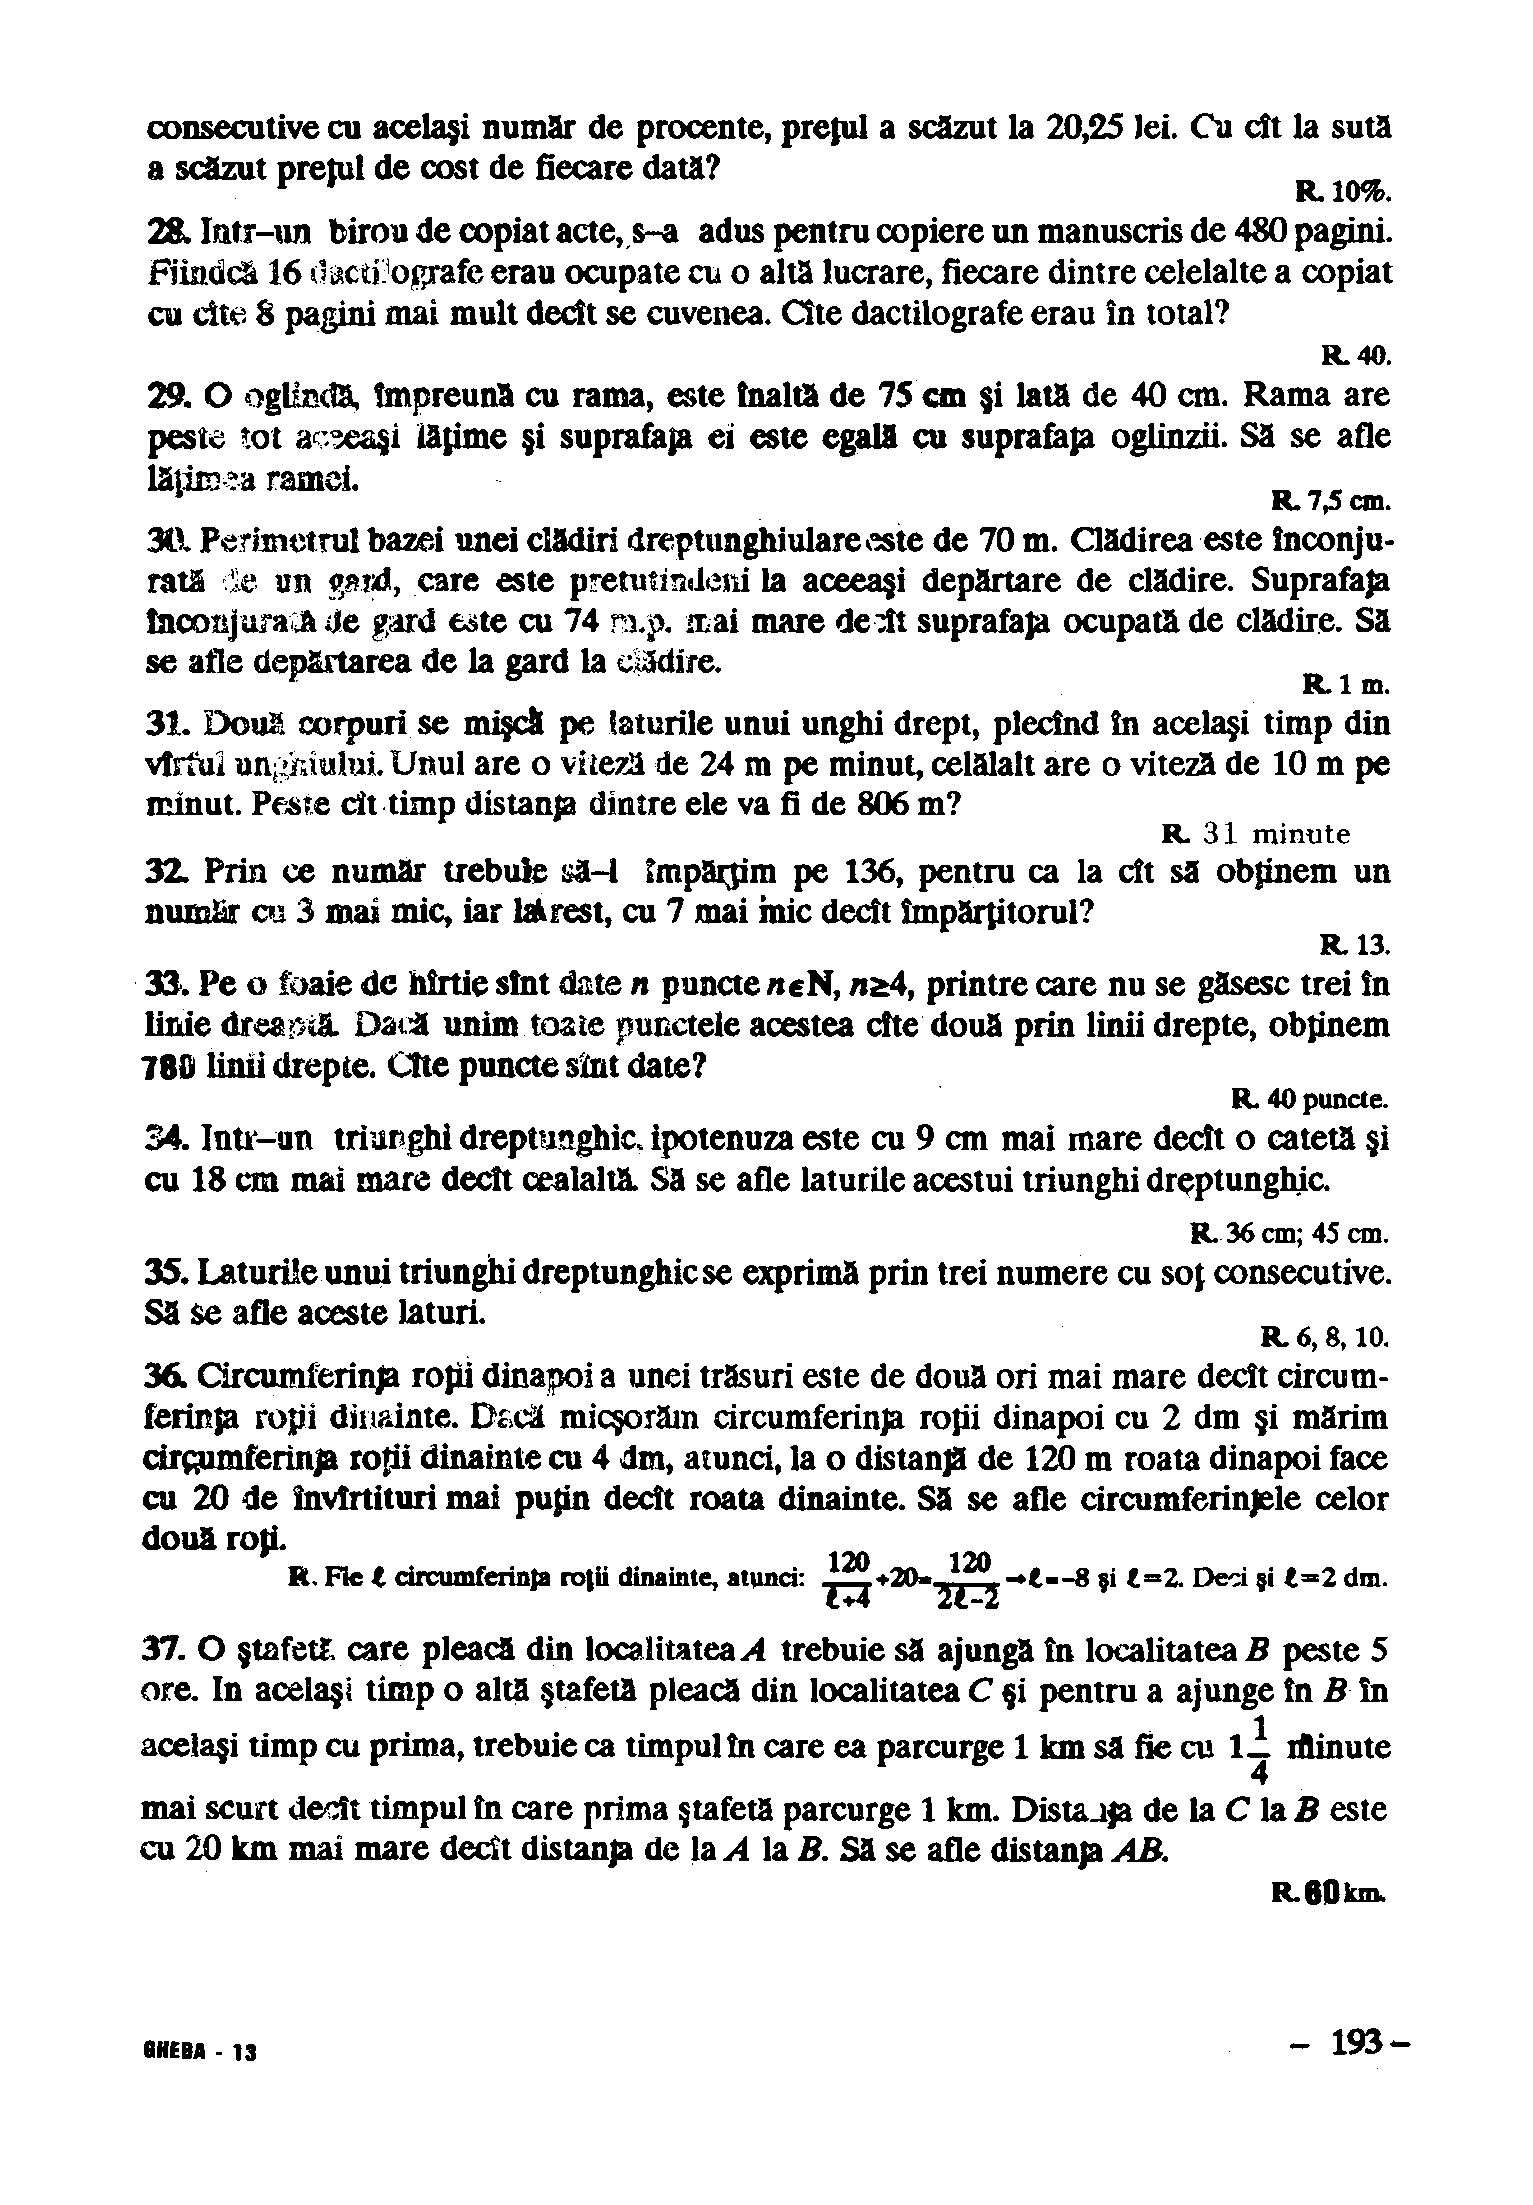 consecutive cu acelaşi număr de procente, preţul a scăzut la 20,25 lei. Cu cît la sută
a scăzut preţul de cost de fiecare dată?
R. 10%.
28. Intr-un birou de copiat acte, s-a adus pentru copiere un manuscris de 480 pagini.
Fiindcă 16 dactilografe erau ocupate cu o altă lucrare, fiecare dintre celelalte a copiat
cu cîte 8 pagini mai mult decît se cuvenea. Cîte dactilografe erau în total?
R. 40.
29. O oglindă, împreună cu rama, este înaltă de 75 cm şi lată de 40 cm. Rama are
peste tot aceeaşi lăţime şi suprafaţa ei este egală cu suprafaţa oglinzii. Să se afle
lăţimea ramei.
R. 7,5 cm.
30. Perimetrul bazei unei clădiri dreptunghiulare este de 70 m. Clădirea este înconju-
rată de un gard, care este pretutindeni la aceeaşi depărtare de clădire. Suprafaţa
înconjurată de gard este cu 74 m.p. mai mare decît suprafaţa ocupată de clădire. Să
se afle depărtarea de la gard la clădire.
R. 1 m.
31. Două corpuri se mişcă pe laturile unui unghi drept, plecînd în acelaşi timp din
vîrful unghiului. Unul are o viteză de 24 m pe minut, celălalt are o viteză de 10 m pe
minut. Peste cît timp distanţa dintre ele va fi de 806 m?
R. 31 minute
32. Prin ce număr trebuie să-l împărţim pe 136, pentru ca la cît să obţinem un
număr cu 3 mai mic, iar la rest, cu 7 mai mic decît împărţitorul?
R. 13.
33. Pe o foaie de hîrtie sînt date n puncte n∈N, n≥4, printre care nu se găsesc trei în
linie dreaptă. Dacă unim toate punctele acestea cîte două prin linii drepte, obţinem
780 linii drepte. Cîte puncte sînt date?
R. 40 puncte.
34. Intr-un triunghi dreptunghic, ipotenuza este cu 9 cm mai mare decît o catetă şi
cu 18 cm mai mare decît cealaltă. Să se afle laturile acestui triunghi dreptunghic.
R. 36 cm; 45 cm.
35. Laturile unui triunghi dreptunghic se exprimă prin trei numere cu soţ consecutive.
Să se afle aceste laturi.
R. 6, 8, 10.
36. Circumferinţa roţii dinapoi a unei trăsuri este de două ori mai mare decît circum-
ferinţa roţii dinainte. Dacă micşorăm circumferinţa roţii dinapoi cu 2 dm şi mărim
circumferinţa roţii dinainte cu 4 dm, atunci, la o distanţă de 120 m roata dinapoi face
cu 20 de învîrtituri mai puţin decît roata dinainte. Să se afle circumferinţele celor
două roţi.
R. Fie ℓ circumferinţa roţii dinainte, atunci: 120/(ℓ+4)+20=120/(2ℓ-2)→ℓ=-8 şi ℓ=2. Deci şi ℓ=2 dm.
37. O ştafetă care pleacă din localitatea A trebuie să ajungă în localitatea B peste 5
ore. In acelaşi timp o altă ştafetă pleacă din localitatea C şi pentru a ajunge în B în
acelaşi timp cu prima, trebuie ca timpul în care ea parcurge 1 km să fie cu 1 1/4 minute
mai scurt decît timpul în care prima ştafetă parcurge 1 km. Distanţa de la C la B este
cu 20 km mai mare decît distanţa de la A la B. Să se afle distanţa AB.
R. 60 km.
GHEBA - 13
- 193 -